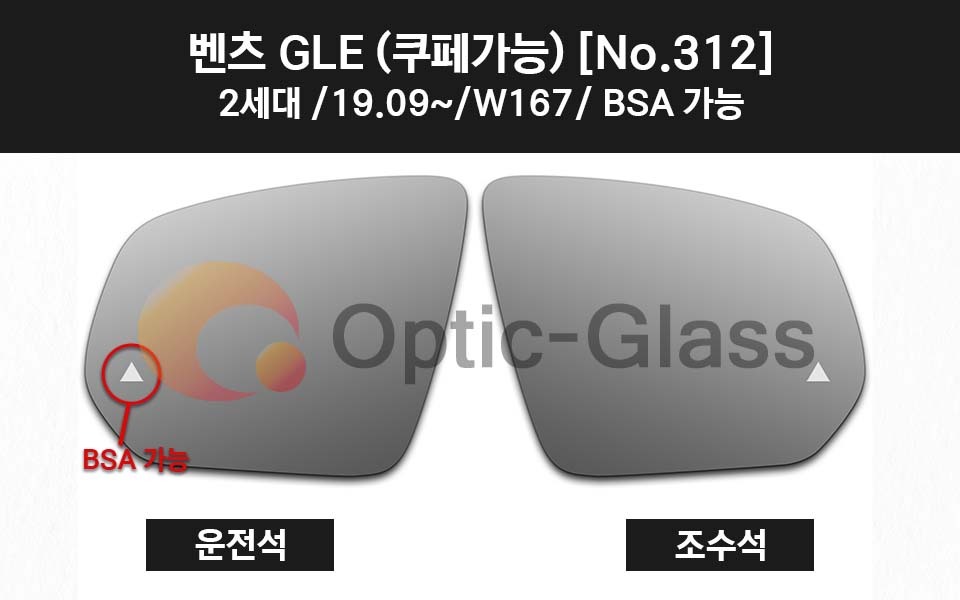 벤츠 GLE (쿠페가능) [No.312]
2세대 /19.09~/W167/ BSA 가능
Optic-Glass
BSA 가능
운전석
조수석